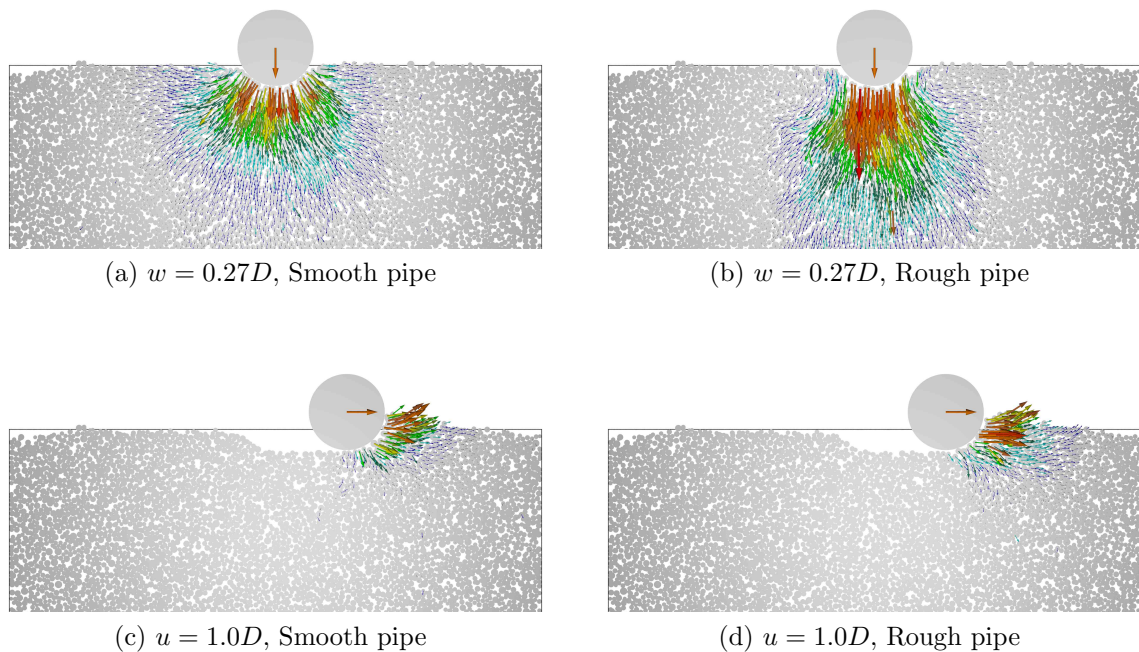 (a) w = 0.27D, Smooth pipe
(b) w = 0.27D, Rough pipe
(c) u = 1.0D, Smooth pipe
(d) u = 1.0D, Rough pipe